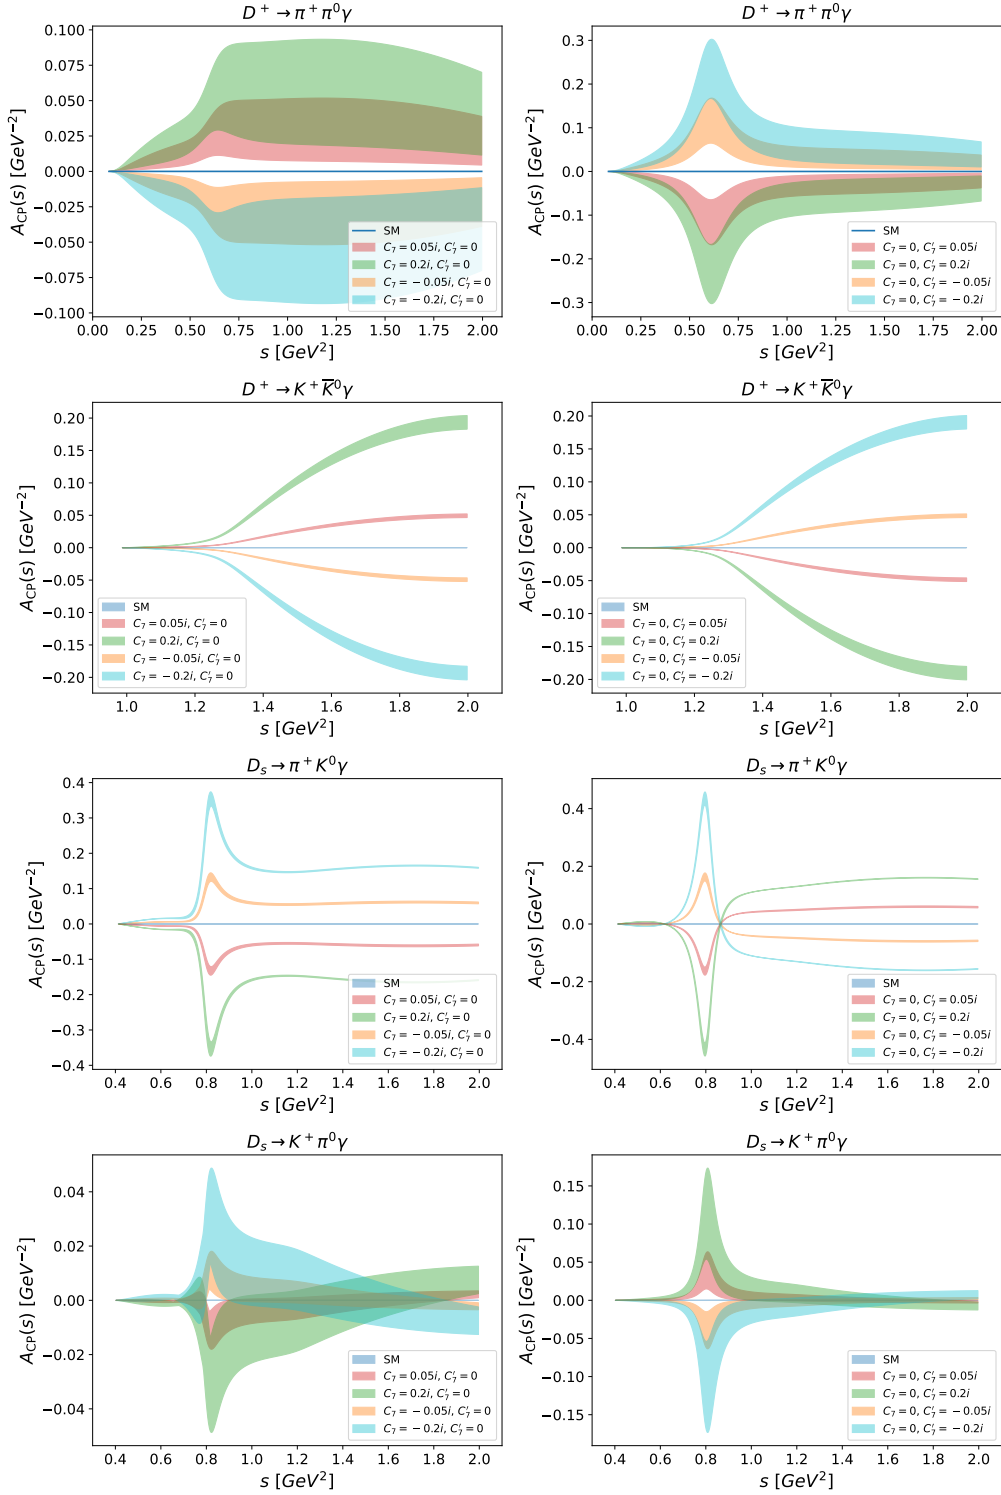 D⁺ → π⁺π⁰γ
A_CP(s) [GeV⁻²]
0.100
0.075
0.050
0.025
0.000
−0.025
−0.050
−0.075
−0.100
SM
C₇ = 0.05i, C₇′ = 0
C₇ = 0.2i, C₇′ = 0
C₇ = −0.05i, C₇′ = 0
C₇ = −0.2i, C₇′ = 0
0.00 0.25 0.50 0.75 1.00 1.25 1.50 1.75 2.00
s [GeV²]
D⁺ → π⁺π⁰γ
A_CP(s) [GeV⁻²]
0.3
0.2
0.1
0.0
−0.1
−0.2
−0.3
SM
C₇ = 0, C₇′ = 0.05i
C₇ = 0, C₇′ = 0.2i
C₇ = 0, C₇′ = −0.05i
C₇ = 0, C₇′ = −0.2i
0.00 0.25 0.50 0.75 1.00 1.25 1.50 1.75 2.00
s [GeV²]
D⁺ → K⁺K̅⁰γ
A_CP(s) [GeV⁻²]
0.20
0.15
0.10
0.05
0.00
−0.05
−0.10
−0.15
−0.20
SM
C₇ = 0.05i, C₇′ = 0
C₇ = 0.2i, C₇′ = 0
C₇ = −0.05i, C₇′ = 0
C₇ = −0.2i, C₇′ = 0
1.0 1.2 1.4 1.6 1.8 2.0
s [GeV²]
D⁺ → K⁺K̅⁰γ
A_CP(s) [GeV⁻²]
0.20
0.15
0.10
0.05
0.00
−0.05
−0.10
−0.15
−0.20
SM
C₇ = 0, C₇′ = 0.05i
C₇ = 0, C₇′ = 0.2i
C₇ = 0, C₇′ = −0.05i
C₇ = 0, C₇′ = −0.2i
1.0 1.2 1.4 1.6 1.8 2.0
s [GeV²]
D_s → π⁺K⁰γ
A_CP(s) [GeV⁻²]
0.4
0.3
0.2
0.1
0.0
−0.1
−0.2
−0.3
−0.4
SM
C₇ = 0.05i, C₇′ = 0
C₇ = 0.2i, C₇′ = 0
C₇ = −0.05i, C₇′ = 0
C₇ = −0.2i, C₇′ = 0
0.4 0.6 0.8 1.0 1.2 1.4 1.6 1.8 2.0
s [GeV²]
D_s → π⁺K⁰γ
A_CP(s) [GeV⁻²]
0.4
0.2
0.0
−0.2
−0.4
SM
C₇ = 0, C₇′ = 0.05i
C₇ = 0, C₇′ = 0.2i
C₇ = 0, C₇′ = −0.05i
C₇ = 0, C₇′ = −0.2i
0.4 0.6 0.8 1.0 1.2 1.4 1.6 1.8 2.0
s [GeV²]
D_s → K⁺π⁰γ
A_CP(s) [GeV⁻²]
0.04
0.02
0.00
−0.02
−0.04
SM
C₇ = 0.05i, C₇′ = 0
C₇ = 0.2i, C₇′ = 0
C₇ = −0.05i, C₇′ = 0
C₇ = −0.2i, C₇′ = 0
0.4 0.6 0.8 1.0 1.2 1.4 1.6 1.8 2.0
s [GeV²]
D_s → K⁺π⁰γ
A_CP(s) [GeV⁻²]
0.15
0.10
0.05
0.00
−0.05
−0.10
−0.15
SM
C₇ = 0, C₇′ = 0.05i
C₇ = 0, C₇′ = 0.2i
C₇ = 0, C₇′ = −0.05i
C₇ = 0, C₇′ = −0.2i
0.4 0.6 0.8 1.0 1.2 1.4 1.6 1.8 2.0
s [GeV²]